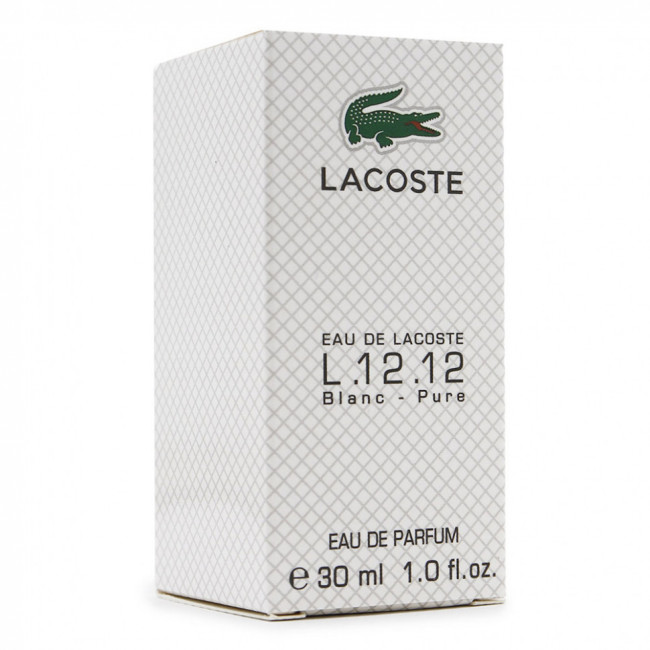 LACOSTE
EAU DE LACOSTE
L.12.12
Blanc - Pure
EAU DE PARFUM
℮ 30 ml 1.0 fl.oz.